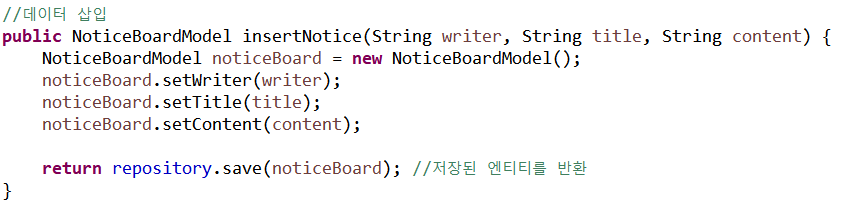 //데이터 삽입
public NoticeBoardModel insertNotice(String writer, String title, String content) {
    NoticeBoardModel noticeBoard = new NoticeBoardModel();
    noticeBoard.setWriter(writer);
    noticeBoard.setTitle(title);
    noticeBoard.setContent(content);

    return repository.save(noticeBoard); //저장된 엔티티를 반환
}